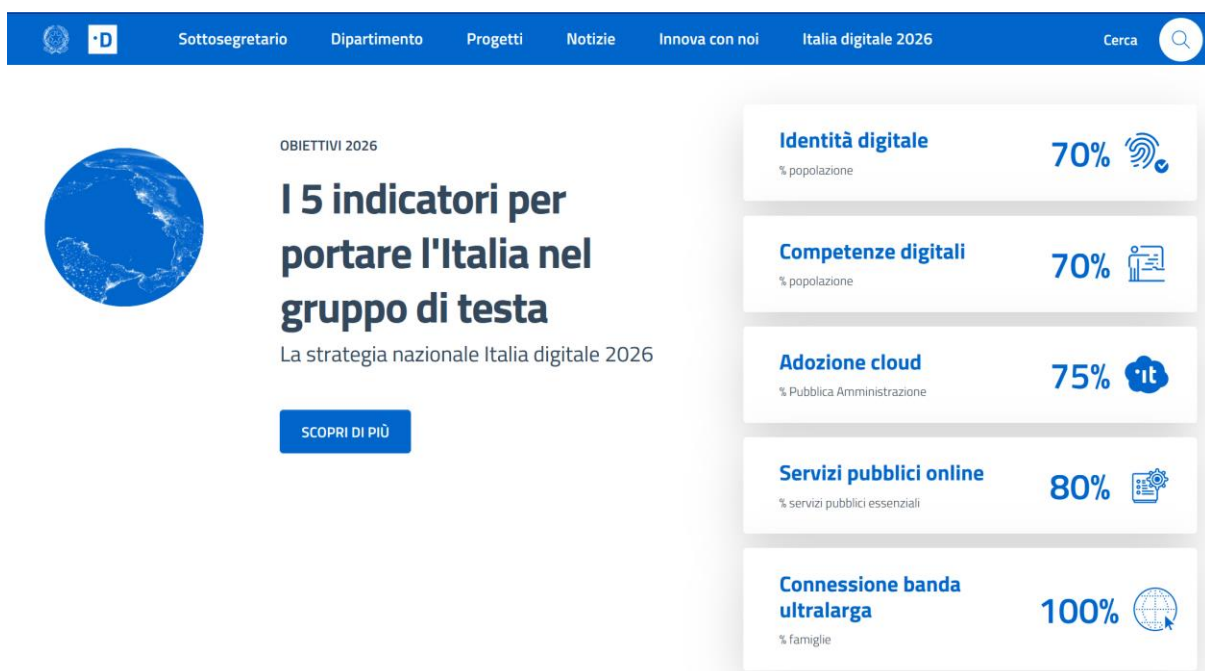 ·D
Sottosegretario
Dipartimento
Progetti
Notizie
Innova con noi
Italia digitale 2026
Cerca
OBIETTIVI 2026
I 5 indicatori per
portare l'Italia nel
gruppo di testa
La strategia nazionale Italia digitale 2026
SCOPRI DI PIÙ
Identità digitale
% popolazione
70%
Competenze digitali
% popolazione
70%
Adozione cloud
% Pubblica Amministrazione
75%
·it
Servizi pubblici online
% servizi pubblici essenziali
80%
Connessione banda
ultralarga
% famiglie
100%